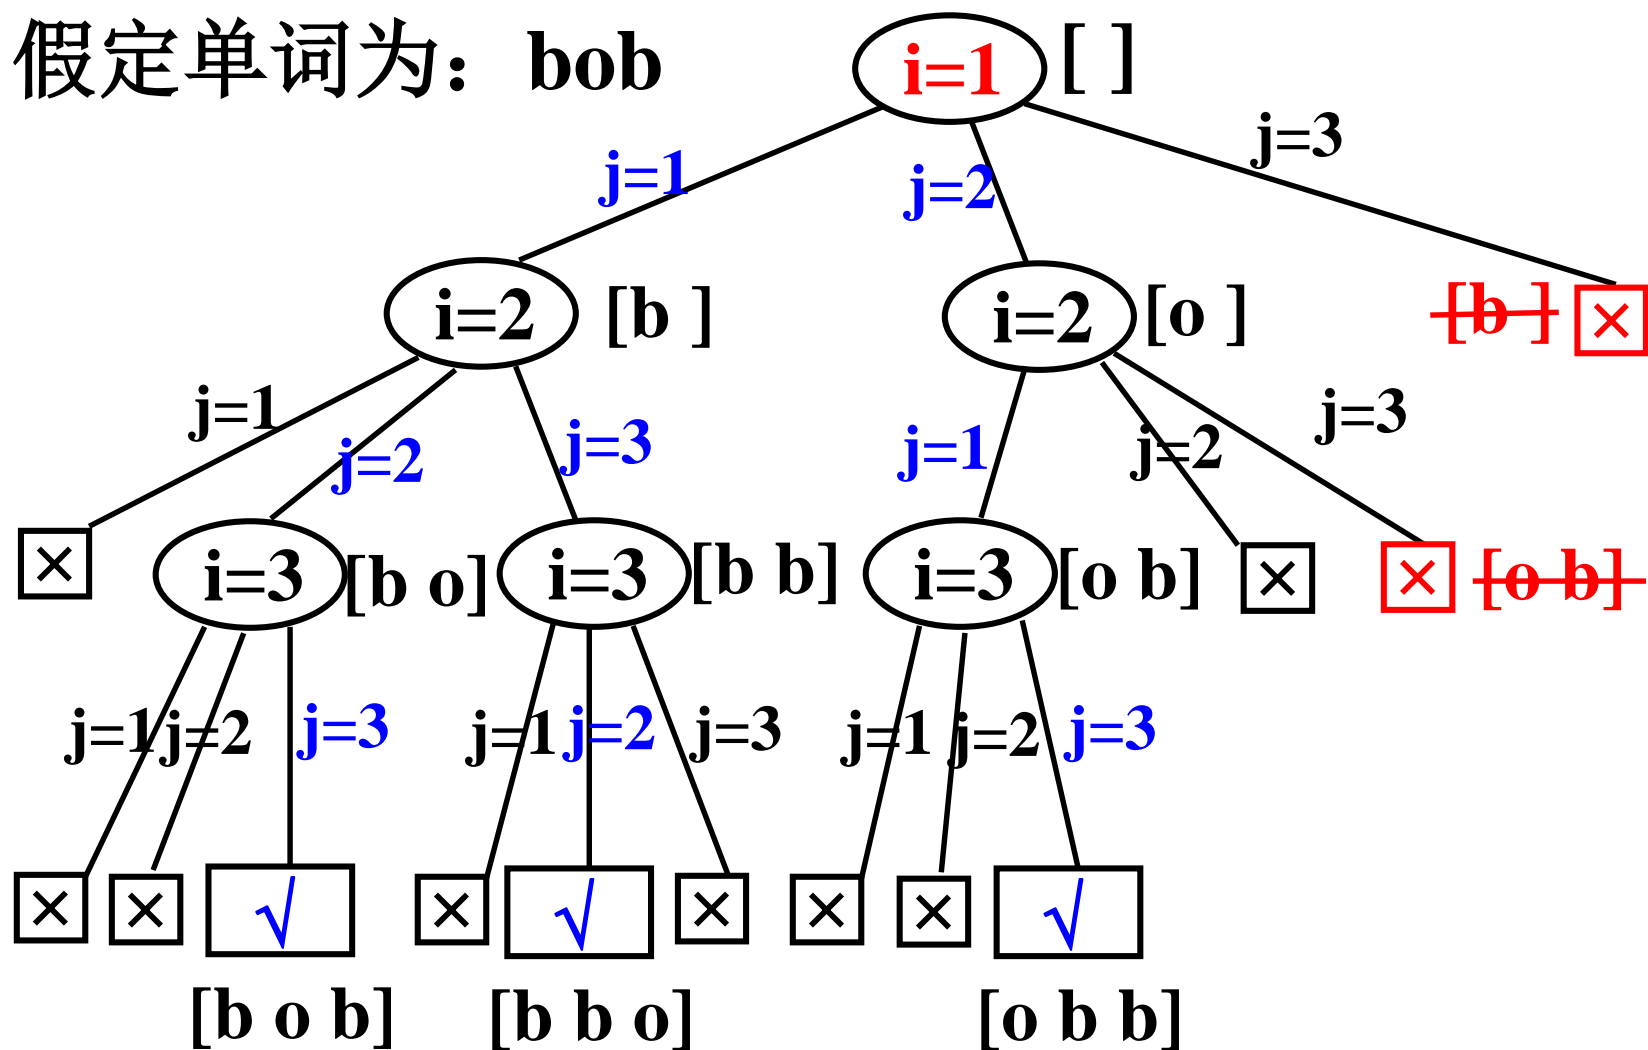 假定单词为：bob
i=1 [ ]
j=1 j=2 j=3
i=2 [b ] i=2 [o ] [b ] ×
j=1 j=2 j=3 j=1 j=2 j=3
× i=3 [b o] i=3 [b b] i=3 [o b] × × [o b]
j=1 j=2 j=3 j=1 j=2 j=3 j=1 j=2 j=3
× × √ × √ × × × √
[b o b] [b b o] [o b b]